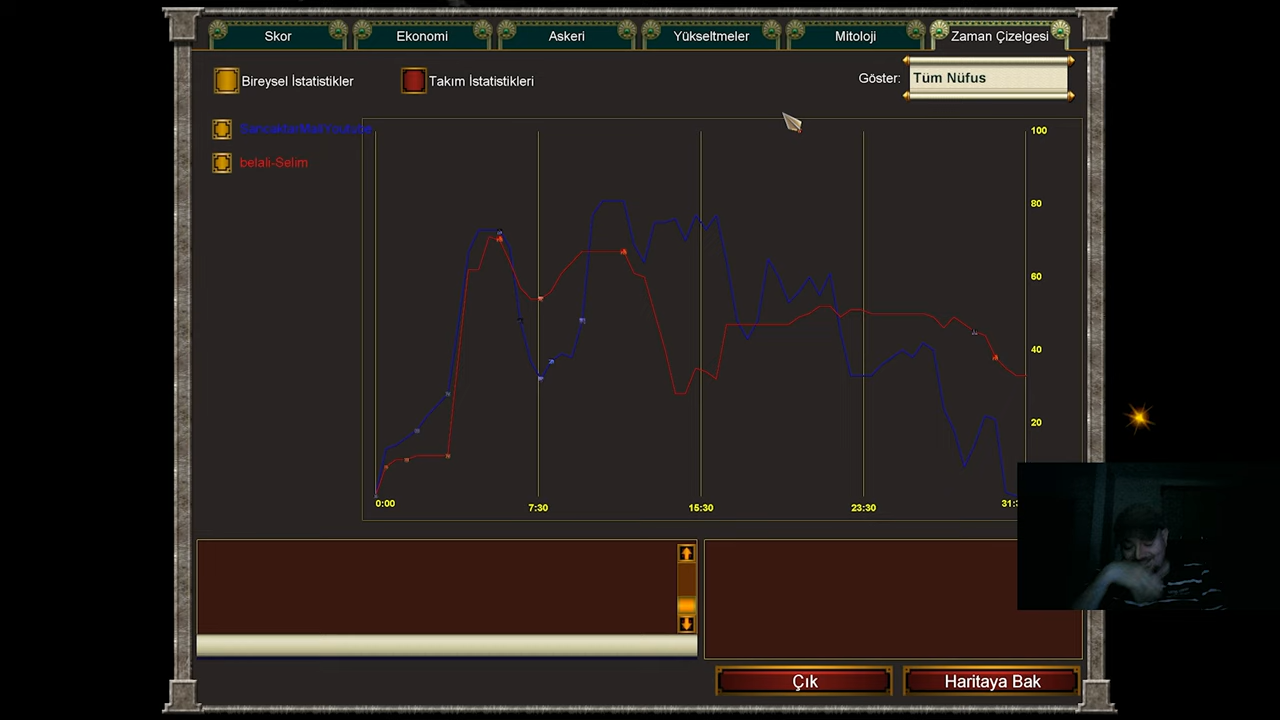 Skor
Ekonomi
Askeri
Yükseltmeler
Mitoloji
Zaman Çizelgesi
Bireysel İstatistikler
Takım İstatistikleri
Göster:
Tüm Nüfus
belali-Selim
100
80
60
40
20
0:00
7:30
15:30
23:30
Çık
Haritaya Bak